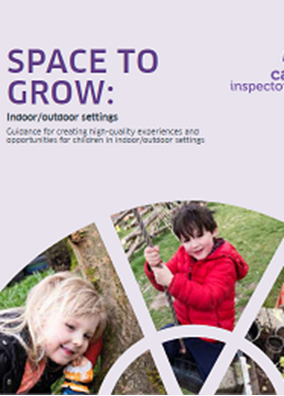 SPACE TO
GROW:
Indoor/outdoor settings
Guidance for creating high-quality experiences and
opportunities for children in indoor/outdoor settings
ca
inspecto